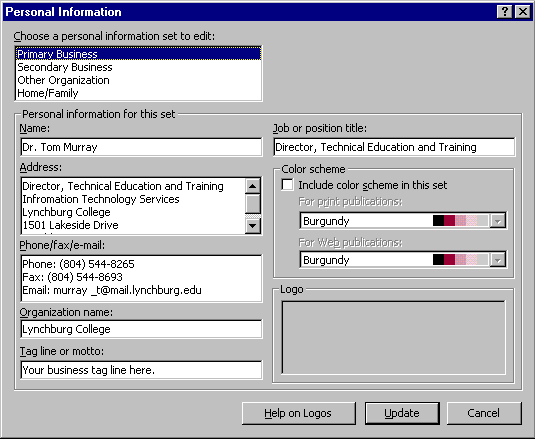 Personal Information
Choose a personal information set to edit:
Primary Business
Secondary Business
Other Organization
Home/Family
Personal information for this set
Name:
Dr. Tom Murray
Job or position title:
Director, Technical Education and Training
Address:
Director, Technical Education and Training
Infromation Technology Services
Lynchburg College
1501 Lakeside Drive
Color scheme
Include color scheme in this set
For print publications:
Burgundy
For Web publications:
Burgundy
Phone/fax/e-mail:
Phone: (804) 544-8265
Fax: (804) 544-8693
Email: murray _t@mail.lynchburg.edu
Logo
Organization name:
Lynchburg College
Tag line or motto:
Your business tag line here.
Help on Logos
Update
Cancel